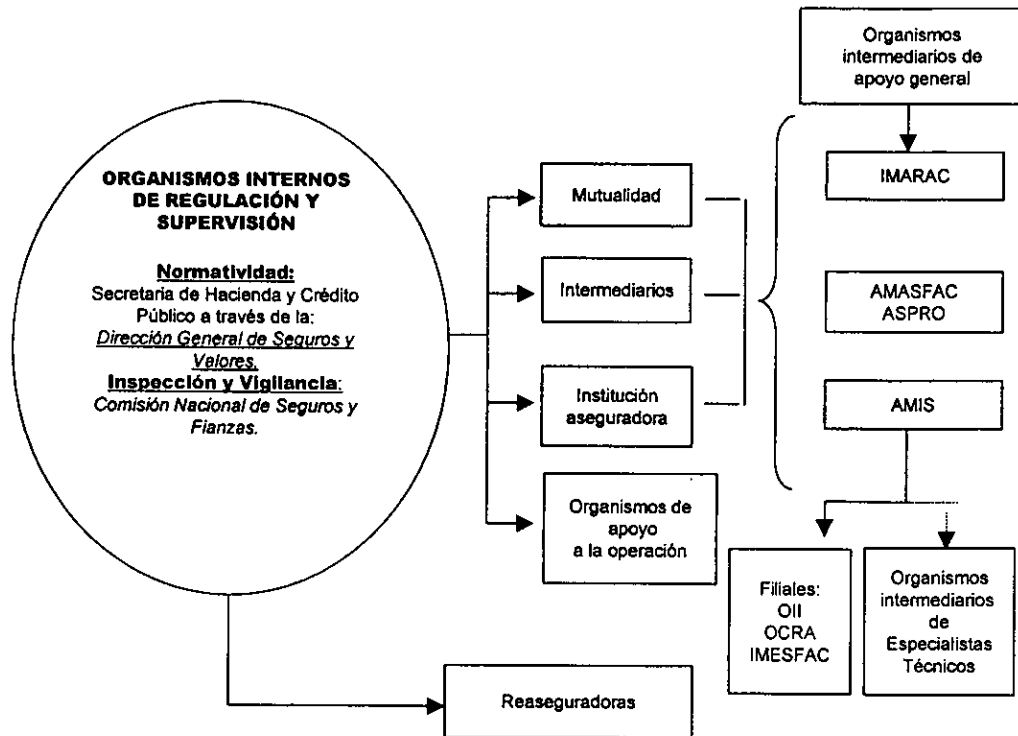 ORGANISMOS INTERNOS
DE REGULACIÓN Y
SUPERVISIÓN
Normatividad:
Secretaria de Hacienda y Crédito
Público a través de la:
Dirección General de Seguros y
Valores.
Inspección y Vigilancia:
Comisión Nacional de Seguros y
Fianzas.
Mutualidad
Intermediarios
Institución
aseguradora
Organismos de
apoyo
a la operación
Reaseguradoras
Organismos
intermediarios de
apoyo general
IMARAC
AMASFAC
ASPRO
AMIS
Filiales:
OII
OCRA
IMESFAC
Organismos
intermediarios
de
Especialistas
Técnicos